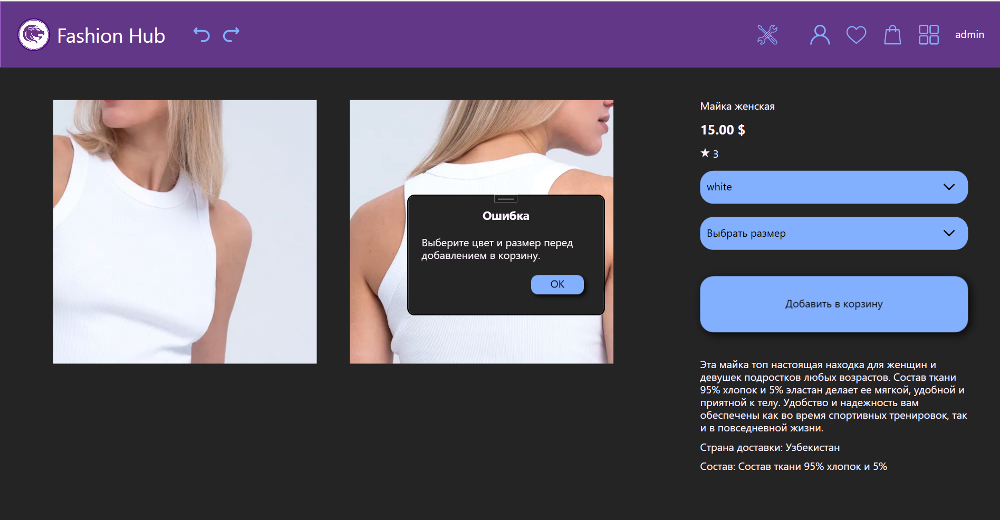 Fashion Hub
admin
Майка женская
15.00 $
★ 3
white
Выбрать размер
Ошибка
Выберите цвет и размер перед
добавлением в корзину.
ОК
Добавить в корзину
Эта майка топ настоящая находка для женщин и
девушек подростков любых возрастов. Состав ткани
95% хлопок и 5% эластан делает ее мягкой, удобной и
приятной к телу. Удобство и надежность вам
обеспечены как во время спортивных тренировок, так
и в повседневной жизни.
Страна доставки: Узбекистан
Состав: Состав ткани 95% хлопок и 5%